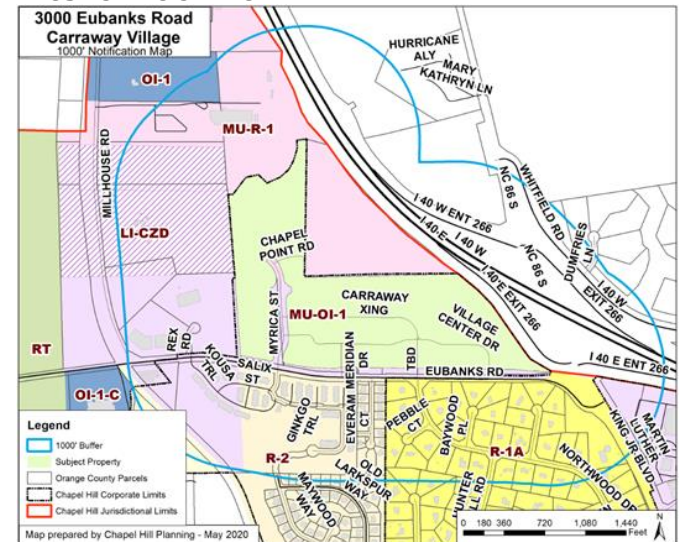 3000 Eubanks Road
Carraway Village
1000' Notification Map
HURRICANE
ALY
MARY
KATHRYN LN
OI-1
MU-R-1
MILLHOUSE RD
NC 86 S
WHITFIELD RD
DUMFRIES
LN
I 40 W ENT 266
I 40 E
I 40 W
NC 86 S
I 40 W
EXIT 266
I 40 E EXIT 266
LI-CZD
CHAPEL
POINT RD
MYRICA ST
MU-OI-1
CARRAWAY
XING
VILLAGE
CENTER DR
RT
REX
RD
KOUSA
TRL
SALIX
ST
MERIDIAN
DR
TBD
EUBANKS RD
I 40 E ENT 266
OI-1-C
GINKGO
TRL
EVERAM
CT
PEBBLE
CT
BAYWOOD
PL
MARTIN
LUTHER
KING JR BLVD
R-2
R-1A
NORTHWOOD DR
OLD
LARKSPUR
WAY
MAYWOOD
WAY
HUNTER
HILL RD
Legend
1000' Buffer
Subject Property
Orange County Parcels
Chapel Hill Corporate Limits
Chapel Hill Jurisdictional Limits
0 180 360 720 1,080 1,440
Feet
N
Map prepared by Chapel Hill Planning - May 2020